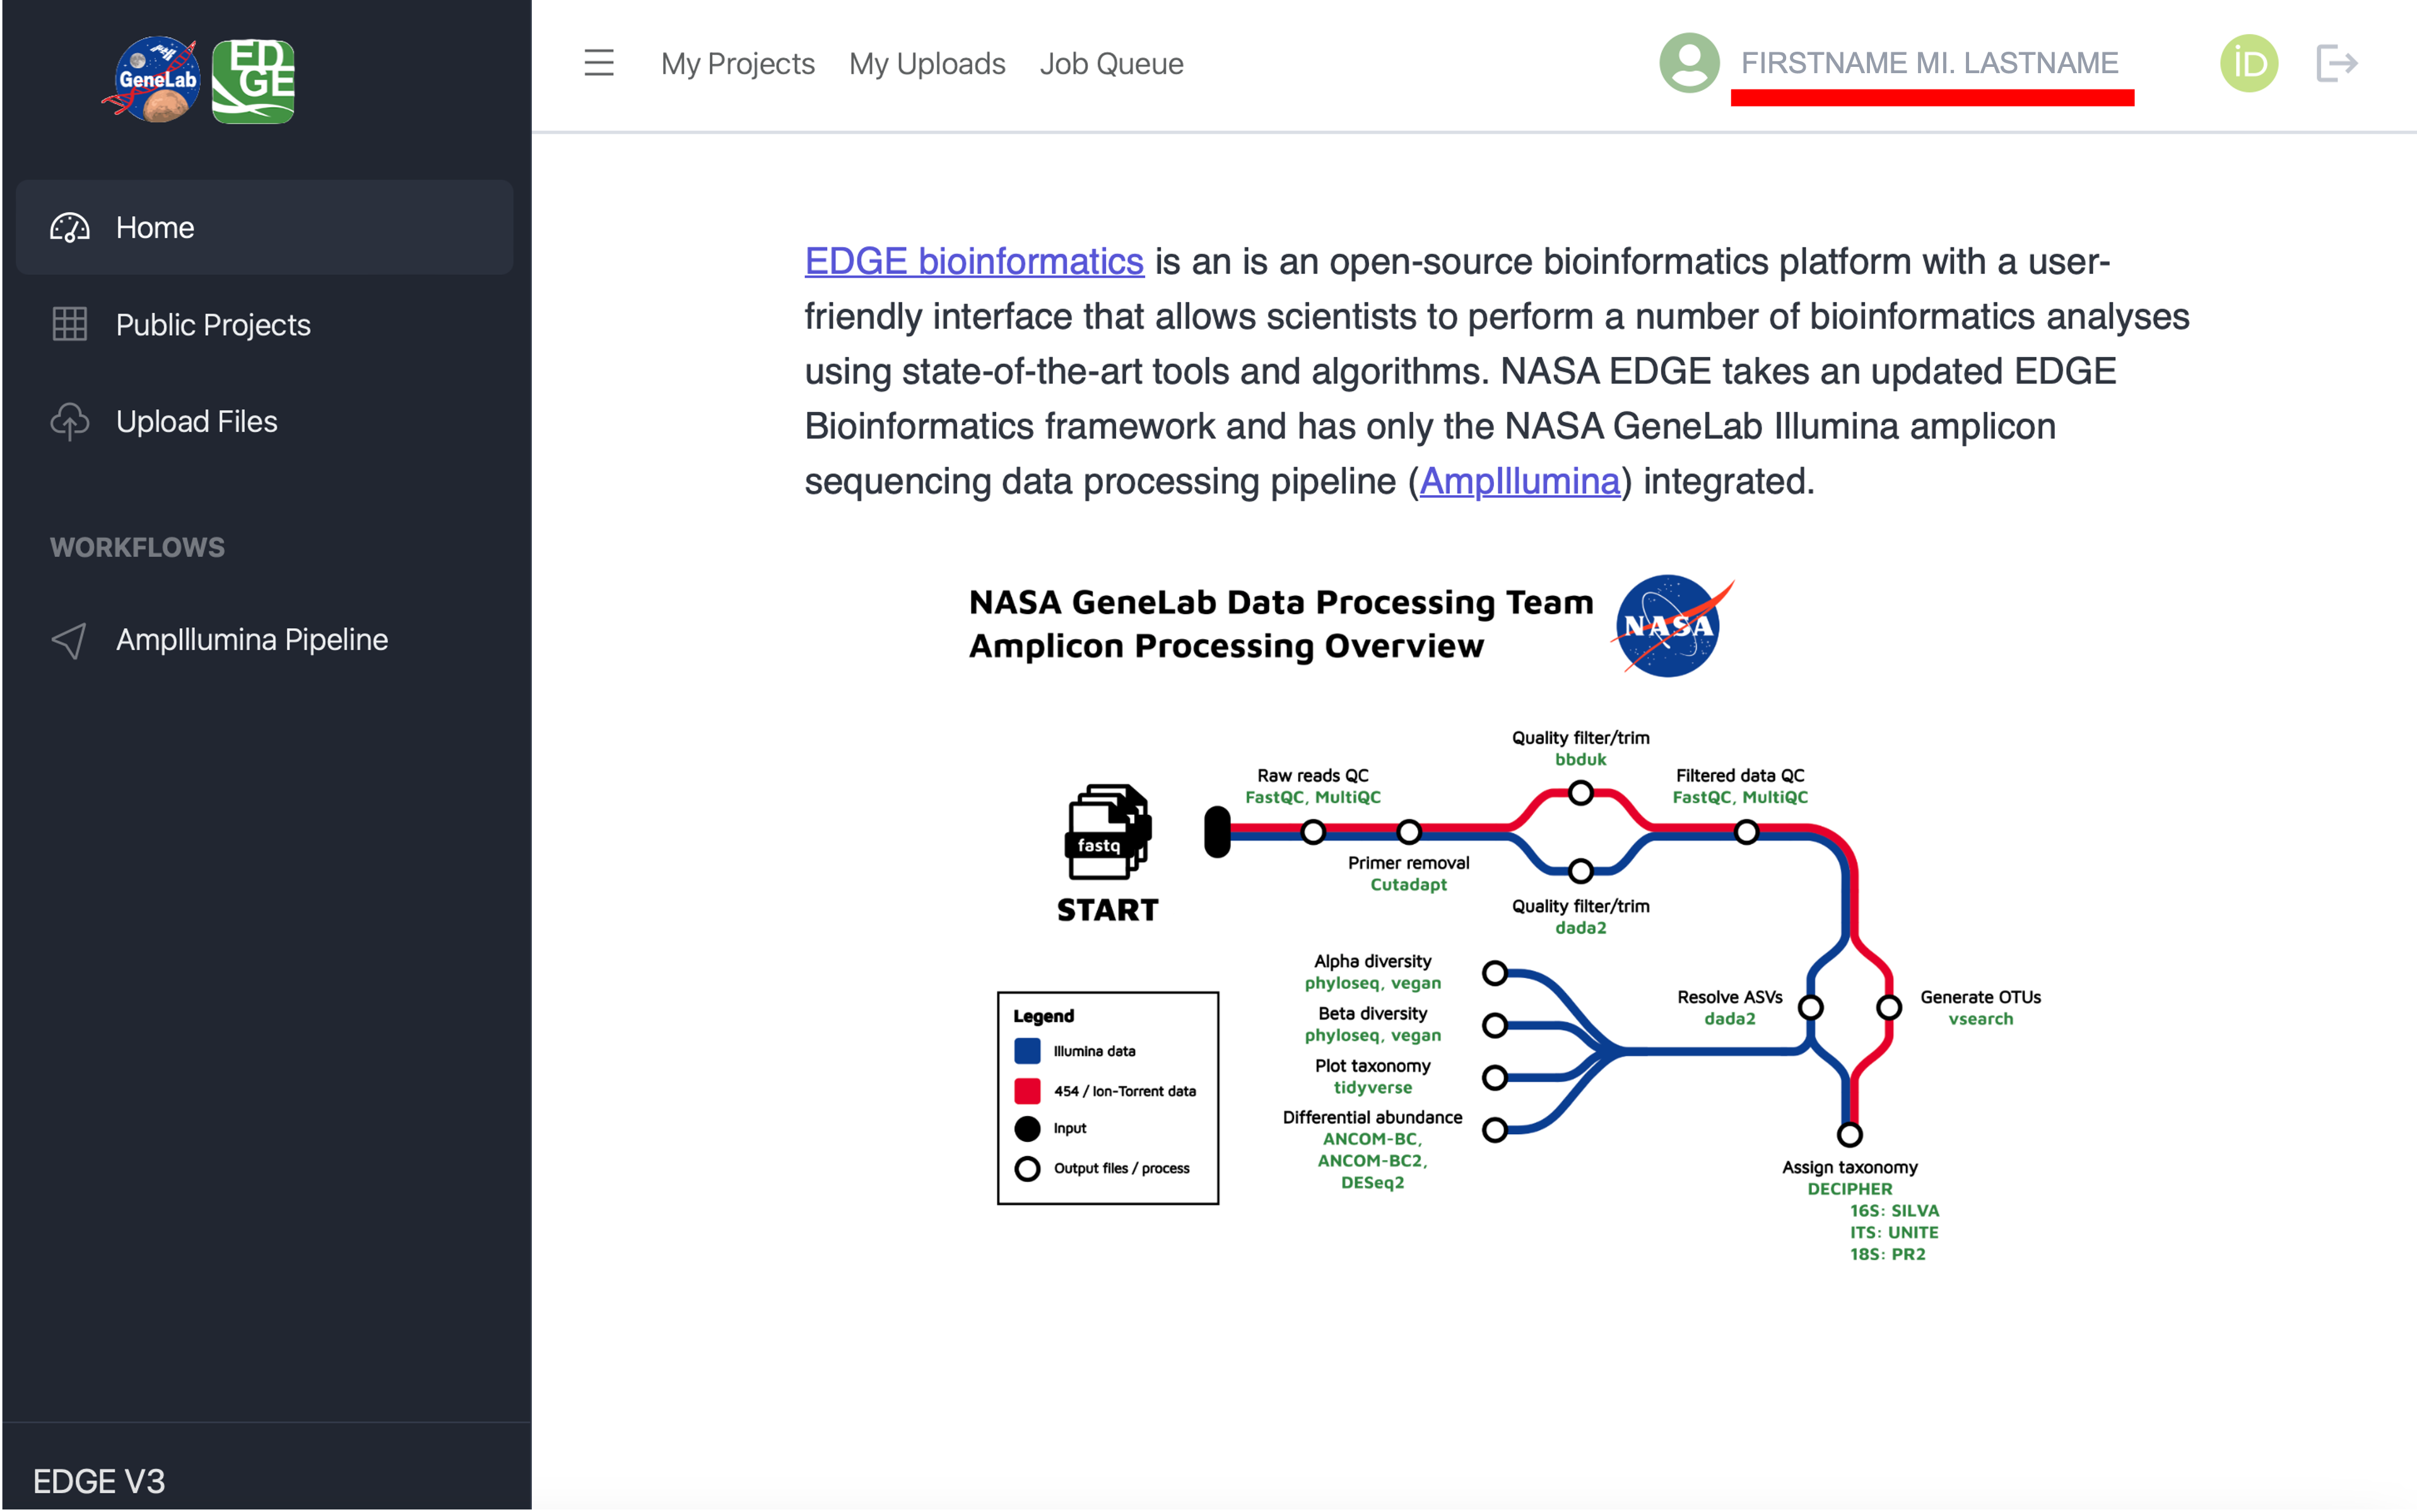 GeneLab
ED
GE
My Projects
My Uploads
Job Queue
FIRSTNAME MI. LASTNAME
iD
Home
Public Projects
Upload Files
WORKFLOWS
AmpIllumina Pipeline
EDGE V3
EDGE bioinformatics is an is an open-source bioinformatics platform with a user-
friendly interface that allows scientists to perform a number of bioinformatics analyses
using state-of-the-art tools and algorithms. NASA EDGE takes an updated EDGE
Bioinformatics framework and has only the NASA GeneLab Illumina amplicon
sequencing data processing pipeline (AmpIllumina) integrated.
NASA GeneLab Data Processing Team
Amplicon Processing Overview
NASA
fastq
START
Raw reads QC
FastQC, MultiQC
Primer removal
Cutadapt
Quality filter/trim
bbduk
Quality filter/trim
dada2
Filtered data QC
FastQC, MultiQC
Resolve ASVs
dada2
Generate OTUs
vsearch
Alpha diversity
phyloseq, vegan
Beta diversity
phyloseq, vegan
Plot taxonomy
tidyverse
Differential abundance
ANCOM-BC,
ANCOM-BC2,
DESeq2
Assign taxonomy
DECIPHER
16S: SILVA
ITS: UNITE
18S: PR2
Legend
Illumina data
454 / Ion-Torrent data
Input
Output files / process